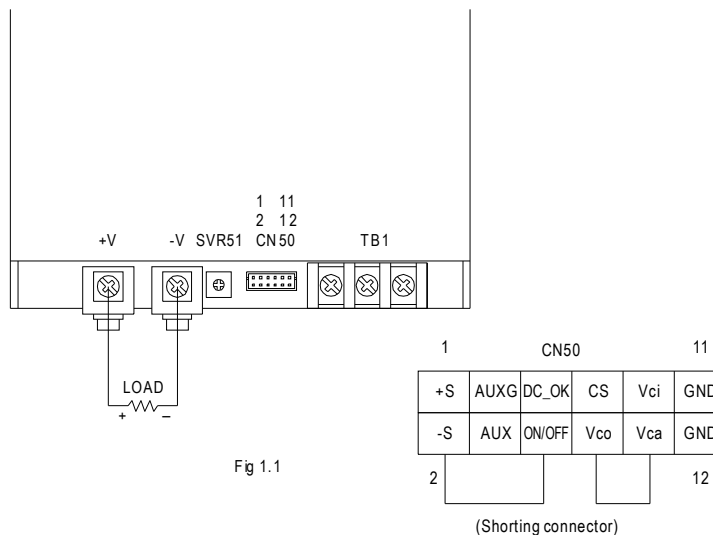 1 11
2 12
+V -V SVR51 CN50 TB1
LOAD
+ –
Fig 1.1
1 CN50 11
+S AUXG DC_OK CS Vci GND
-S AUX ON/OFF Vco Vca GND
2 12
(Shorting connector)